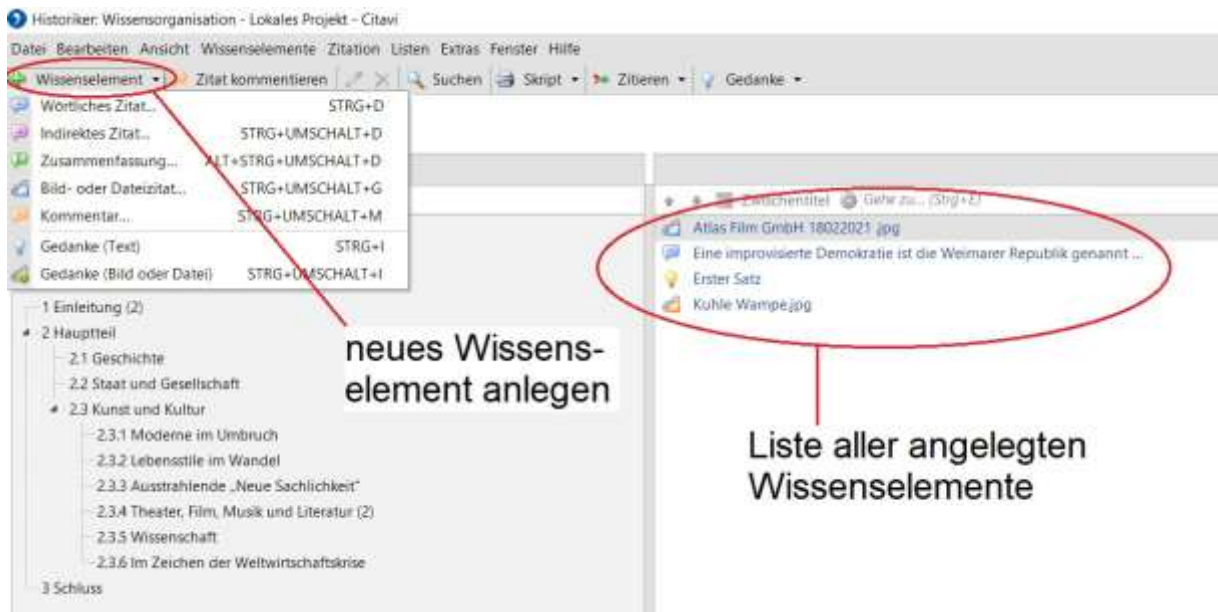 Historiker: Wissensorganisation - Lokales Projekt - Citavi
Datei Bearbeiten Ansicht Wissenselemente Zitation Listen Extras Fenster Hilfe
Wissenselement Zitat kommentieren Suchen Skript Zitieren Gedanke
Wörtliches Zitat... STRG+D
Indirektes Zitat... STRG+UMSCHALT+D
Zusammenfassung... ALT+STRG+UMSCHALT+D
Bild- oder Dateizitat... STRG+UMSCHALT+G
Kommentar... STRG+UMSCHALT+M
Gedanke (Text) STRG+I
Gedanke (Bild oder Datei) STRG+UMSCHALT+I
1 Einleitung (2)
2 Hauptteil
2.1 Geschichte
2.2 Staat und Gesellschaft
2.3 Kunst und Kultur
2.3.1 Moderne im Umbruch
2.3.2 Lebensstile im Wandel
2.3.3 Ausstrahlende „Neue Sachlichkeit"
2.3.4 Theater, Film, Musik und Literatur (2)
2.3.5 Wissenschaft
2.3.6 Im Zeichen der Weltwirtschaftskrise
3 Schluss
neues Wissens-
element anlegen
Zwischentitel Gehe zu... (Strg+E)
Atlas Film GmbH 18022021 .jpg
Eine improvisierte Demokratie ist die Weimarer Republik genannt ...
Erster Satz
Kuhle Wampe.jpg
Liste aller angelegten
Wissenselemente